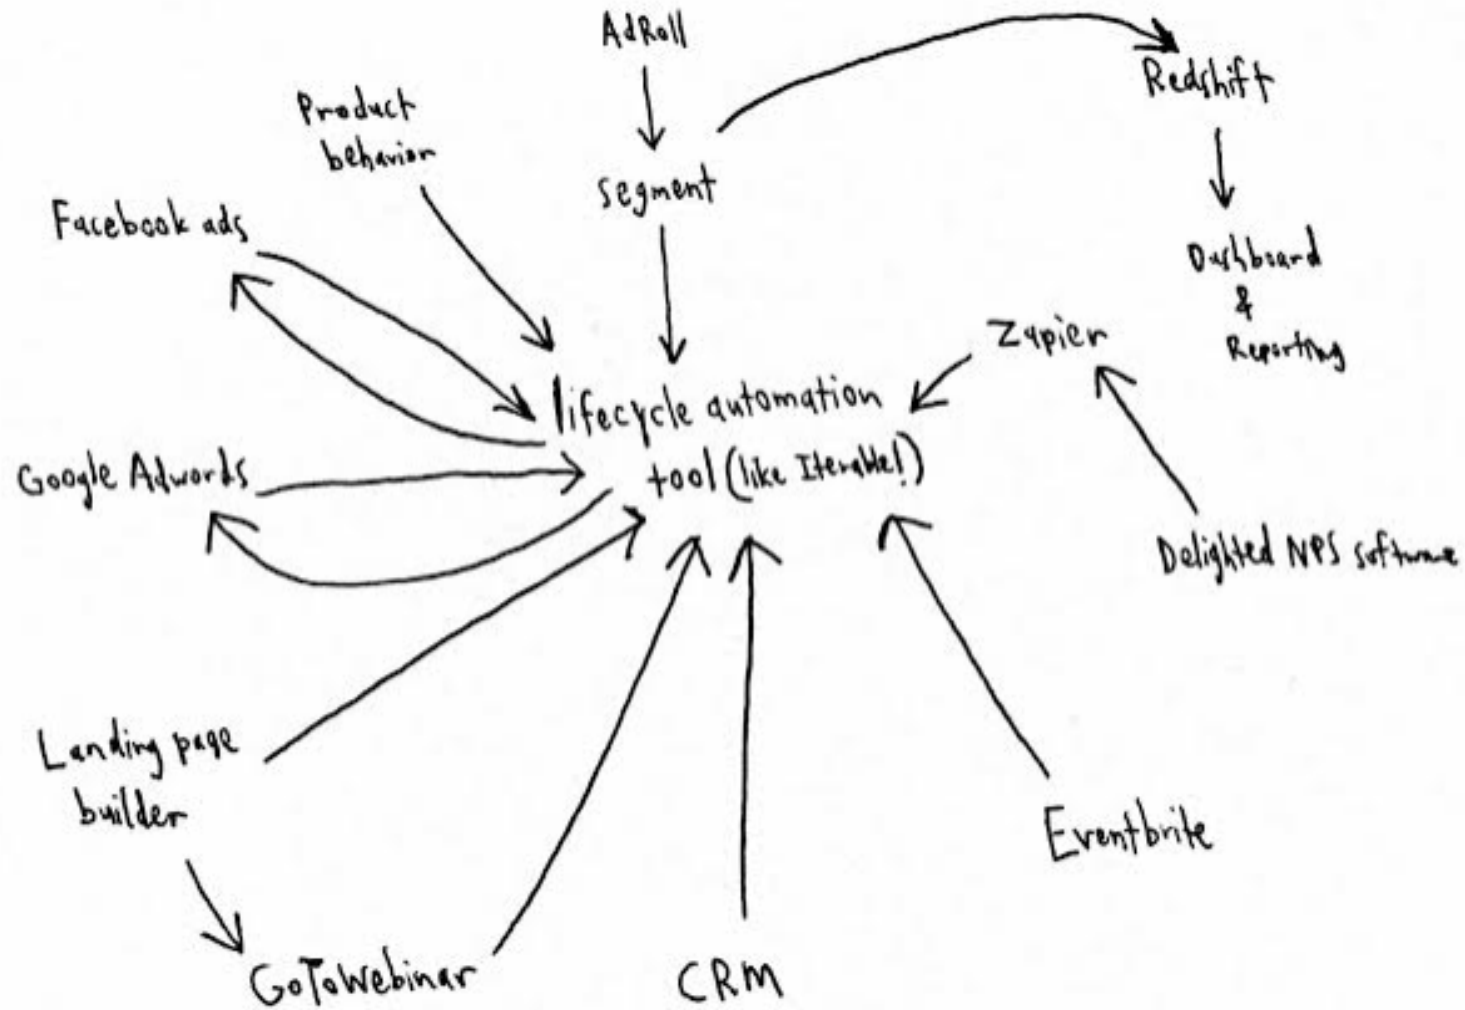 AdRoll
Redshift
Product
behavior
segment
Facebook ads
Dashboard
&
Reporting
Zapier
lifecycle automation
tool (like Iterable!)
Google Adwords
Delighted NPS software
Landing page
builder
Eventbrite
GoToWebinar
CRM